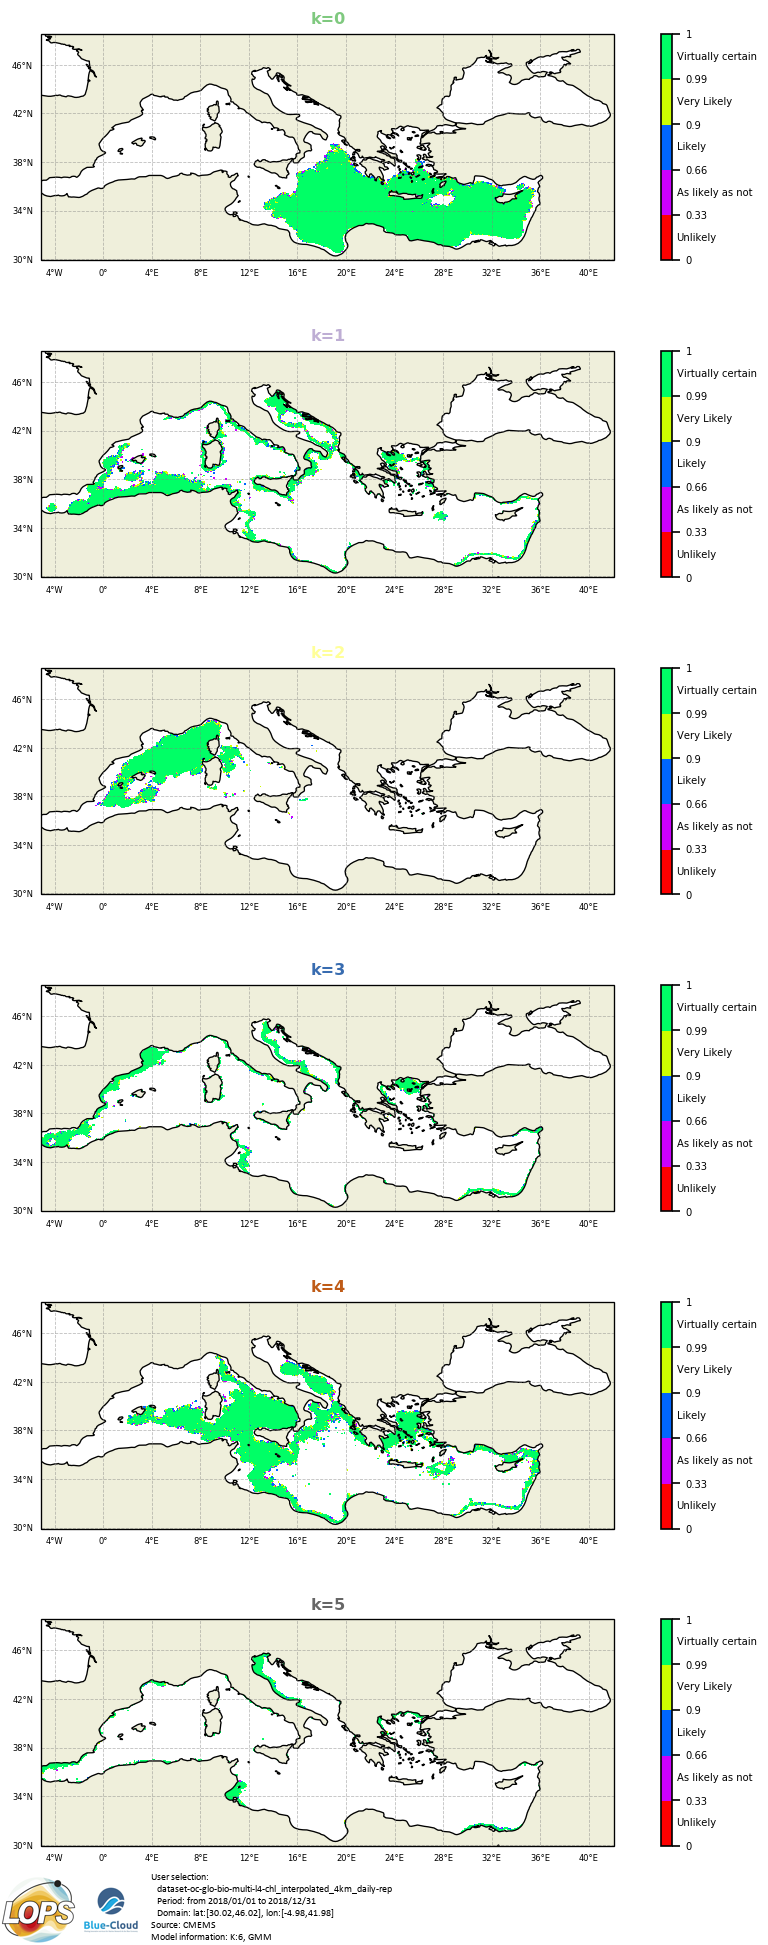 k=0
46°N
42°N
38°N
34°N
30°N
4°W 0° 4°E 8°E 12°E 16°E 20°E 24°E 28°E 32°E 36°E 40°E
1
Virtually certain
0.99
Very Likely
0.9
Likely
0.66
As likely as not
0.33
Unlikely
0
k=1
46°N
42°N
38°N
34°N
30°N
4°W 0° 4°E 8°E 12°E 16°E 20°E 24°E 28°E 32°E 36°E 40°E
1
Virtually certain
0.99
Very Likely
0.9
Likely
0.66
As likely as not
0.33
Unlikely
0
k=2
46°N
42°N
38°N
34°N
30°N
4°W 0° 4°E 8°E 12°E 16°E 20°E 24°E 28°E 32°E 36°E 40°E
1
Virtually certain
0.99
Very Likely
0.9
Likely
0.66
As likely as not
0.33
Unlikely
0
k=3
46°N
42°N
38°N
34°N
30°N
4°W 0° 4°E 8°E 12°E 16°E 20°E 24°E 28°E 32°E 36°E 40°E
1
Virtually certain
0.99
Very Likely
0.9
Likely
0.66
As likely as not
0.33
Unlikely
0
k=4
46°N
42°N
38°N
34°N
30°N
4°W 0° 4°E 8°E 12°E 16°E 20°E 24°E 28°E 32°E 36°E 40°E
1
Virtually certain
0.99
Very Likely
0.9
Likely
0.66
As likely as not
0.33
Unlikely
0
k=5
46°N
42°N
38°N
34°N
30°N
4°W 0° 4°E 8°E 12°E 16°E 20°E 24°E 28°E 32°E 36°E 40°E
1
Virtually certain
0.99
Very Likely
0.9
Likely
0.66
As likely as not
0.33
Unlikely
0
LOPS
Blue-Cloud
User selection:
dataset-oc-glo-bio-multi-l4-chl_interpolated_4km_daily-rep
Period: from 2018/01/01 to 2018/12/31
Domain: lat:[30.02,46.02], lon:[-4.98,41.98]
Source: CMEMS
Model information: K:6, GMM